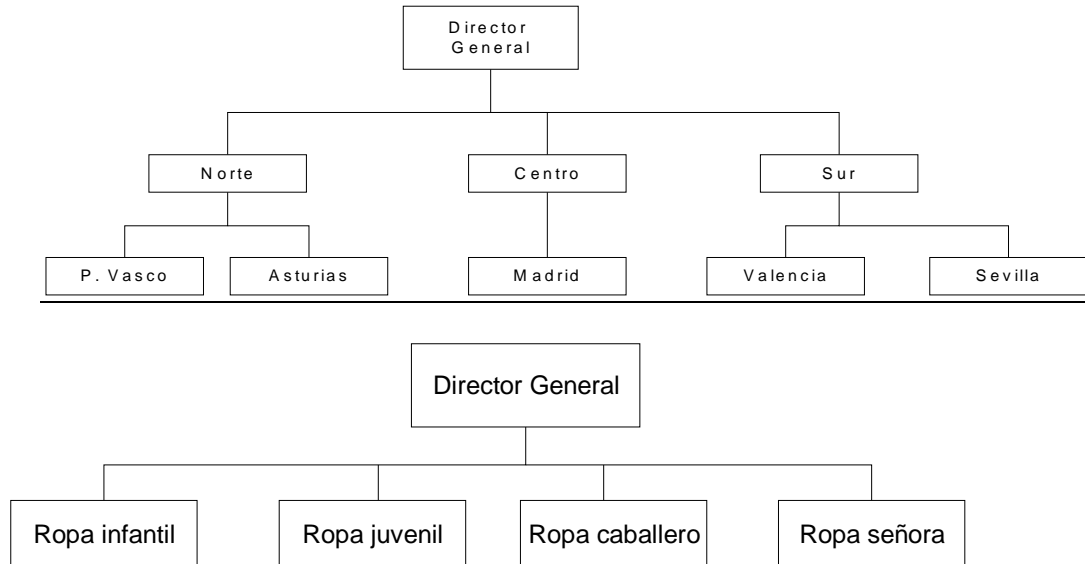 Director
General
Norte
Centro
Sur
P. Vasco
Asturias
Madrid
Valencia
Sevilla
Director General
Ropa infantil
Ropa juvenil
Ropa caballero
Ropa señora